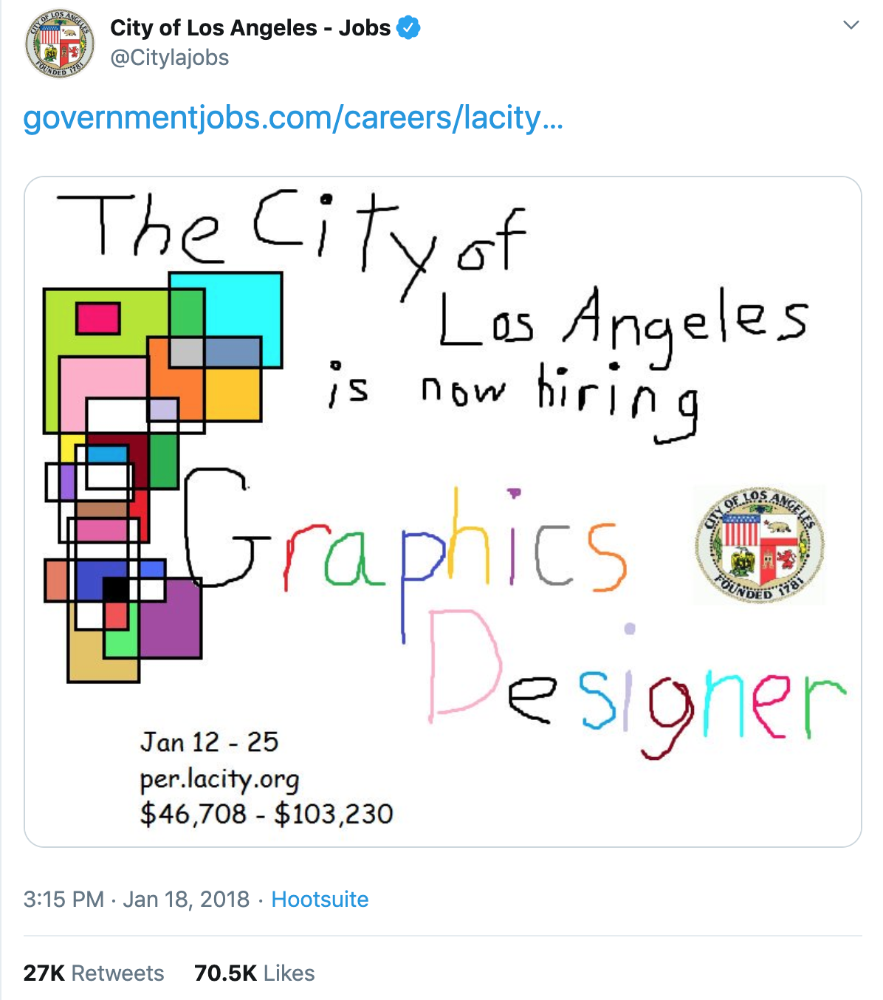 CITY OF LOS ANGELES
FOUNDED 1781
City of Los Angeles - Jobs
@Citylajobs
governmentjobs.com/careers/lacity...
The City of
Los Angeles
is now hiring
Graphics
CITY OF LOS ANGELES
FOUNDED 1781
Designer
Jan 12 - 25
per.lacity.org
$46,708 - $103,230
3:15 PM · Jan 18, 2018 · Hootsuite
27K Retweets 70.5K Likes